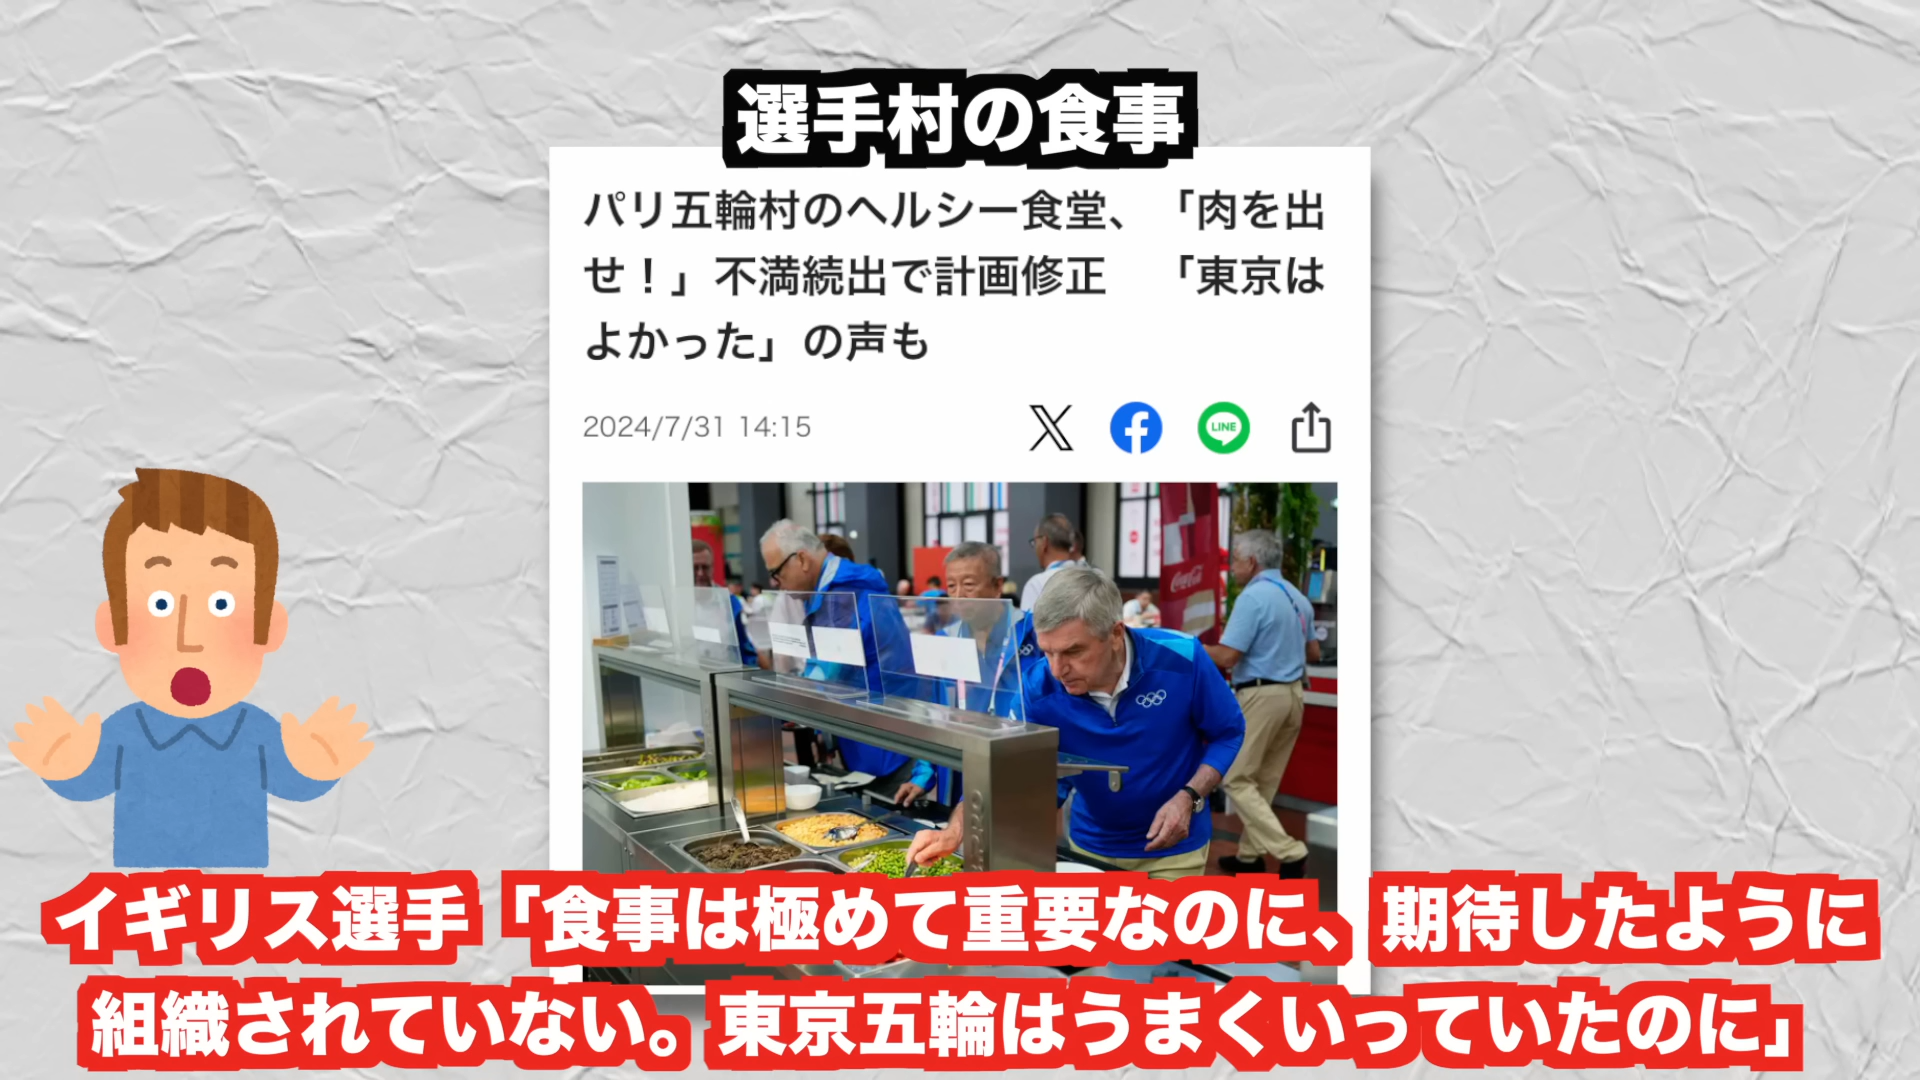 選手村の食事
パリ五輪村のヘルシー食堂、「肉を出
せ！」不満続出で計画修正　「東京は
よかった」の声も
2024/7/31 14:15
LINE
Coca-Cola
イギリス選手「食事は極めて重要なのに、期待したように
組織されていない。東京五輪はうまくいっていたのに」